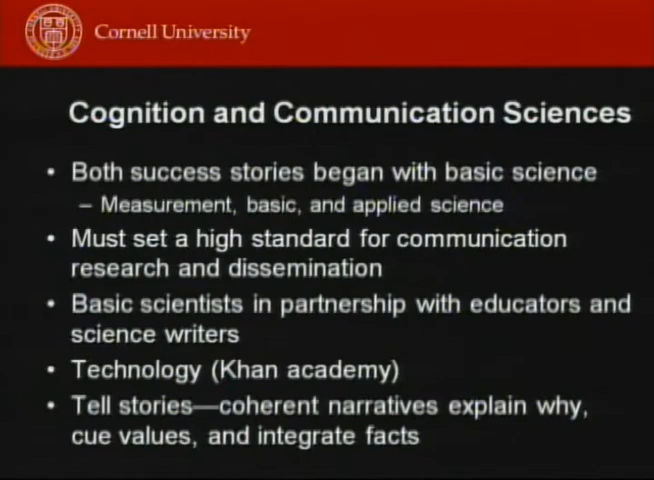 Cornell University
Cognition and Communication Sciences
• Both success stories began with basic science
– Measurement, basic, and applied science
• Must set a high standard for communication
research and dissemination
• Basic scientists in partnership with educators and
science writers
• Technology (Khan academy)
• Tell stories—coherent narratives explain why,
cue values, and integrate facts